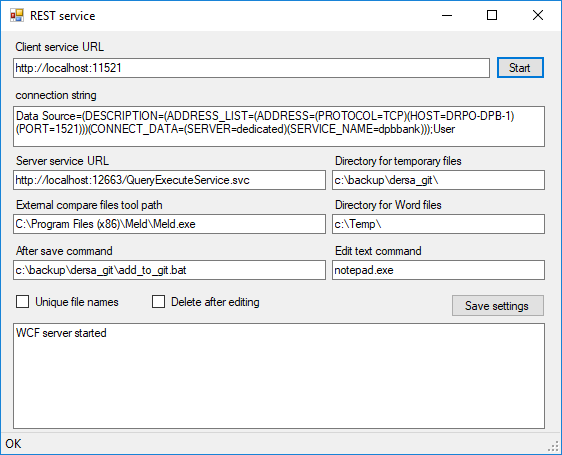 REST service
Client service URL
http://localhost:11521
Start
connection string
Data Source=(DESCRIPTION=(ADDRESS_LIST=(ADDRESS=(PROTOCOL=TCP)(HOST=DRPO-DPB-1)
(PORT=1521)))(CONNECT_DATA=(SERVER=dedicated)(SERVICE_NAME=dpbbank)));User
Server service URL
Directory for temporary files
http://localhost:12663/QueryExecuteService.svc
c:\backup\dersa_git\
External compare files tool path
Directory for Word files
C:\Program Files (x86)\Meld\Meld.exe
c:\Temp\
After save command
Edit text command
c:\backup\dersa_git\add_to_git.bat
notepad.exe
Unique file names
Delete after editing
Save settings
WCF server started
OK